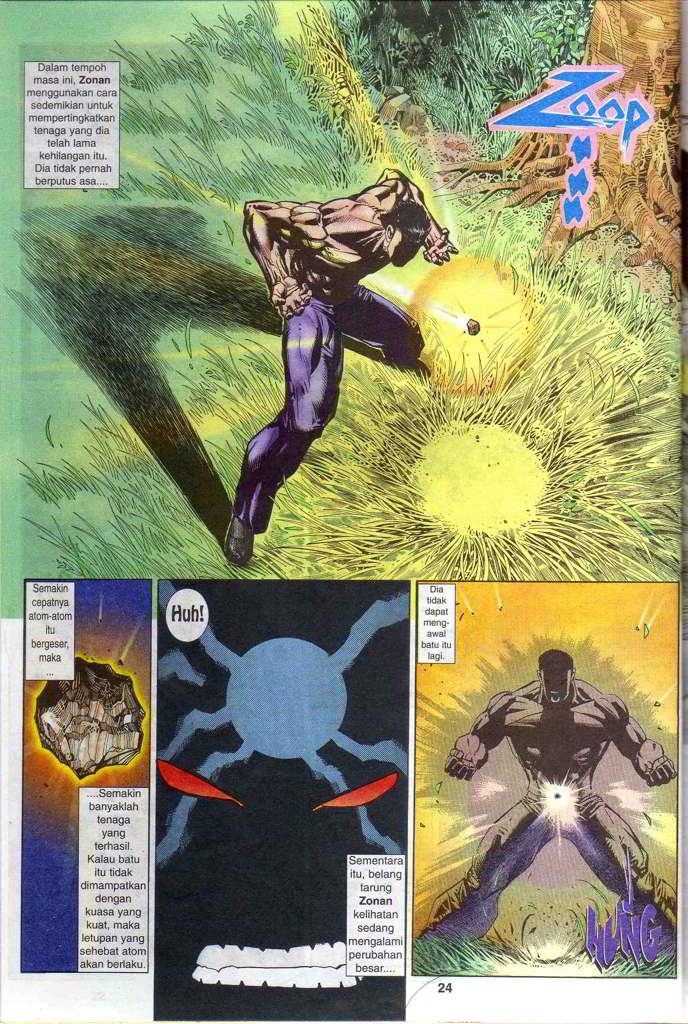 Dalam tempoh
masa ini, Zonan
menggunakan cara
sedemikian untuk
mempertingkatkan
tenaga yang dia
telah lama
kehilangan itu.
Dia tidak pernah
berputus asa....
Zoop
Semakin
cepatnya
atom-atom
itu
bergeser,
maka
...
....Semakin
banyaklah
tenaga
yang
terhasil.
Kalau batu
itu tidak
dimampatkan
dengan
kuasa yang
kuat, maka
letupan yang
sehebat atom
akan berlaku.
Huh!
Sementara
itu, belang
tarung
Zonan
kelihatan
sedang
mengalami
perubahan
besar....
Dia
tidak
dapat
meng-
awal
batu itu
lagi.
HUNG
24